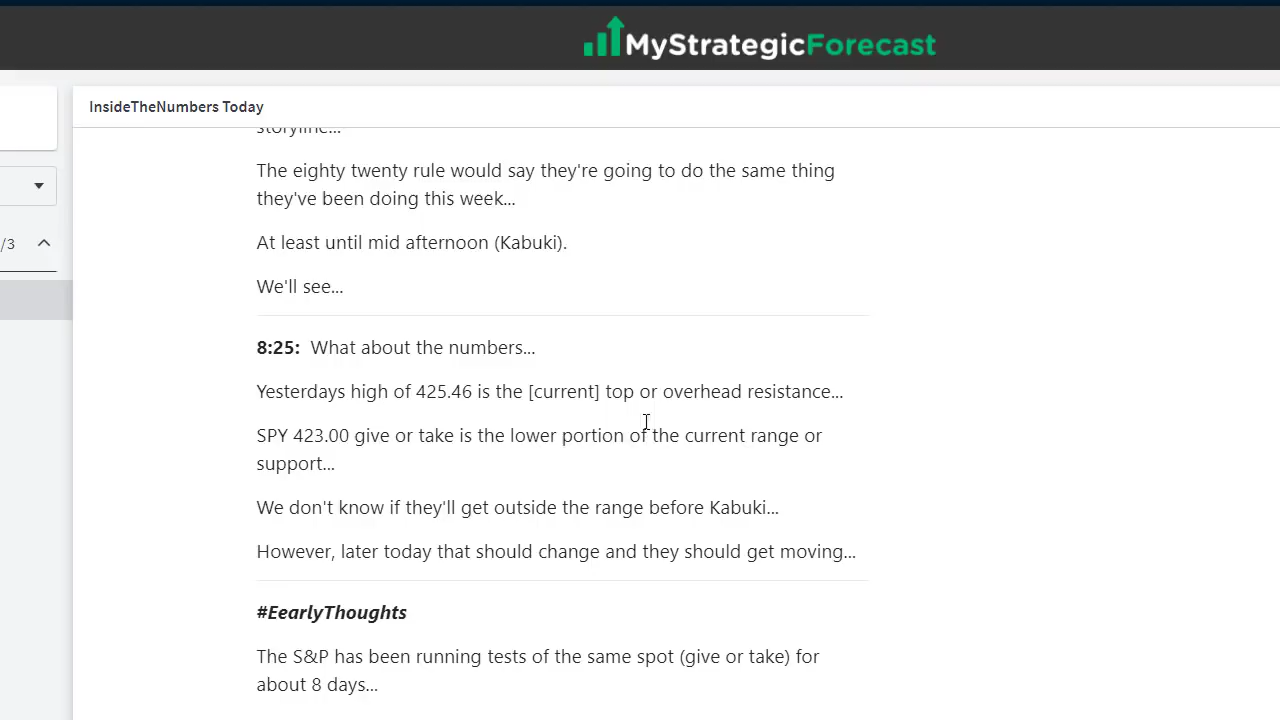 MyStrategicForecast
InsideTheNumbers Today
storyline...
The eighty twenty rule would say they're going to do the same thing
they've been doing this week...
At least until mid afternoon (Kabuki).
/3
We'll see...
8:25: What about the numbers...
Yesterdays high of 425.46 is the [current] top or overhead resistance...
SPY 423.00 give or take is the lower portion of the current range or
support...
We don't know if they'll get outside the range before Kabuki...
However, later today that should change and they should get moving...
#EearlyThoughts
The S&P has been running tests of the same spot (give or take) for
about 8 days...